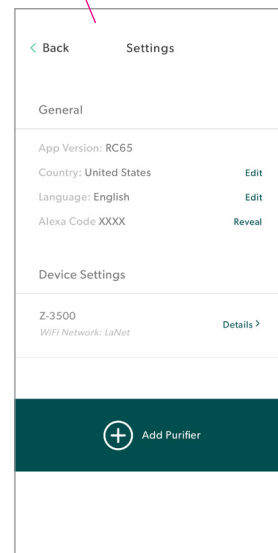 Back Settings
General
App Version: RC65
Country: United States Edit
Language: English Edit
Alexa Code XXXX Reveal
Device Settings
Z-3500
Details >
WiFi Network: LaNet
Add Purifier